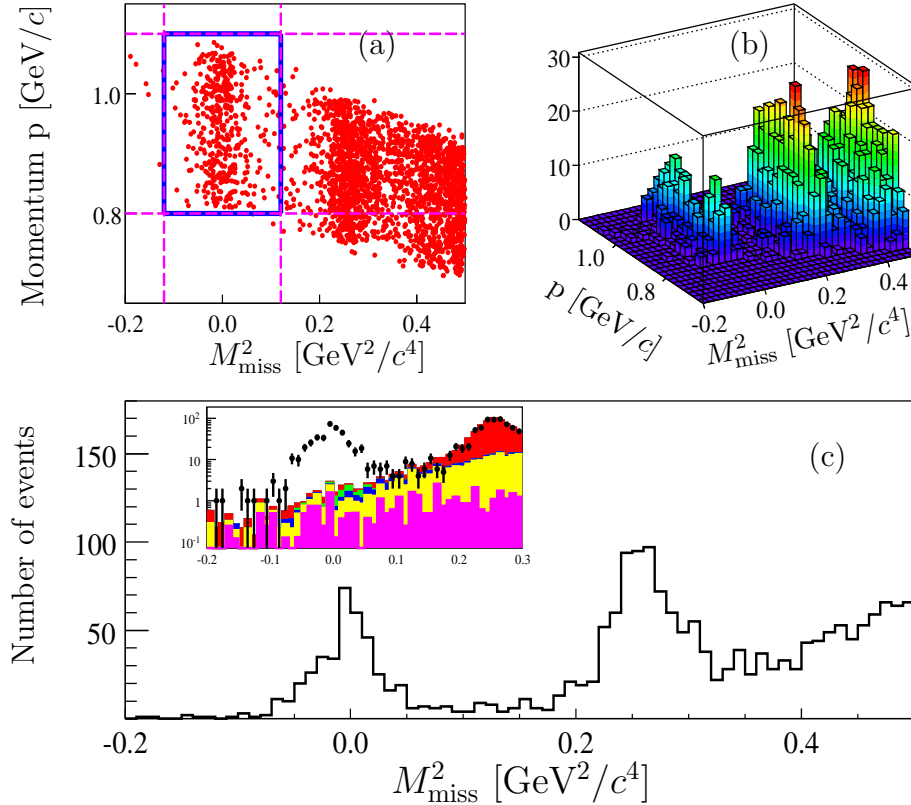 (a)
Momentum p [GeV/c]
1.0
0.8
-0.2 0.0 0.2 0.4
M²miss [GeV²/c⁴]
(b)
30
20
10
0
1.0
0.8
p [GeV/c]
-0.2 0.0 0.2 0.4
M²miss [GeV²/c⁴]
(c)
Number of events
150
100
50
-0.2 0.0 0.2 0.4
M²miss [GeV²/c⁴]
10²
10
1
10⁻¹
-0.2 -0.1 0.0 0.1 0.2 0.3